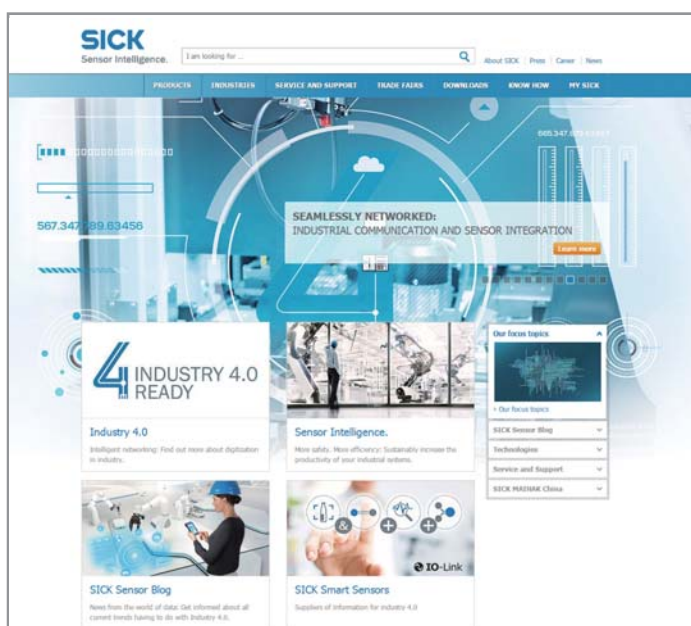 SICK
Sensor Intelligence.
I am looking for ...
About SICK | Press | Career | News
PRODUCTS INDUSTRIES SERVICE AND SUPPORT TRADE FAIRS DOWNLOADS KNOW HOW MY SICK
567.347.789.63456
SEAMLESSLY NETWORKED:
INDUSTRIAL COMMUNICATION AND SENSOR INTEGRATION
Learn more
4 INDUSTRY 4.0
READY
Industry 4.0
Intelligent networking: Find out more about digitization
in industry.
Sensor Intelligence.
More safety. More efficiency: Sustainably increase the
productivity of your industrial systems.
Our focus topics
> Our focus topics
SICK Sensor Blog
Technologies
Service and Support
SICK MAIHAK China
SICK Sensor Blog
News from the world of data: Get informed about all
current trends having to do with Industry 4.0.
& + +
IO-Link
SICK Smart Sensors
Suppliers of information for industry 4.0